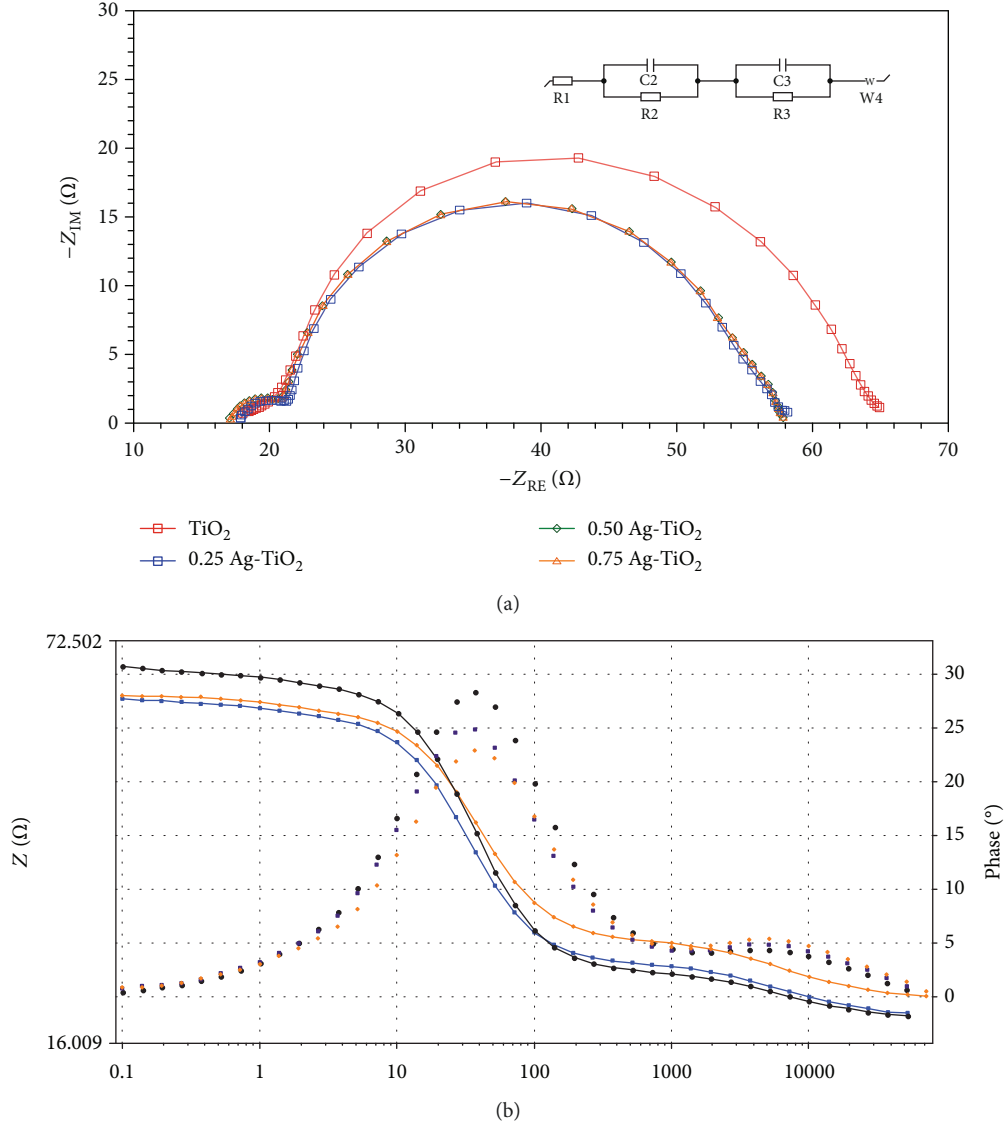 30
25
20
15
10
5
0
−Z_IM (Ω)
C2
C3
R1
W
W4
R2
R3
10
20
30
40
50
60
70
−Z_RE (Ω)
TiO₂
0.50 Ag-TiO₂
0.25 Ag-TiO₂
0.75 Ag-TiO₂
(a)
72.502
16.009
Z (Ω)
30
25
20
15
10
5
0
Phase (°)
0.1
1
10
100
1000
10000
(b)